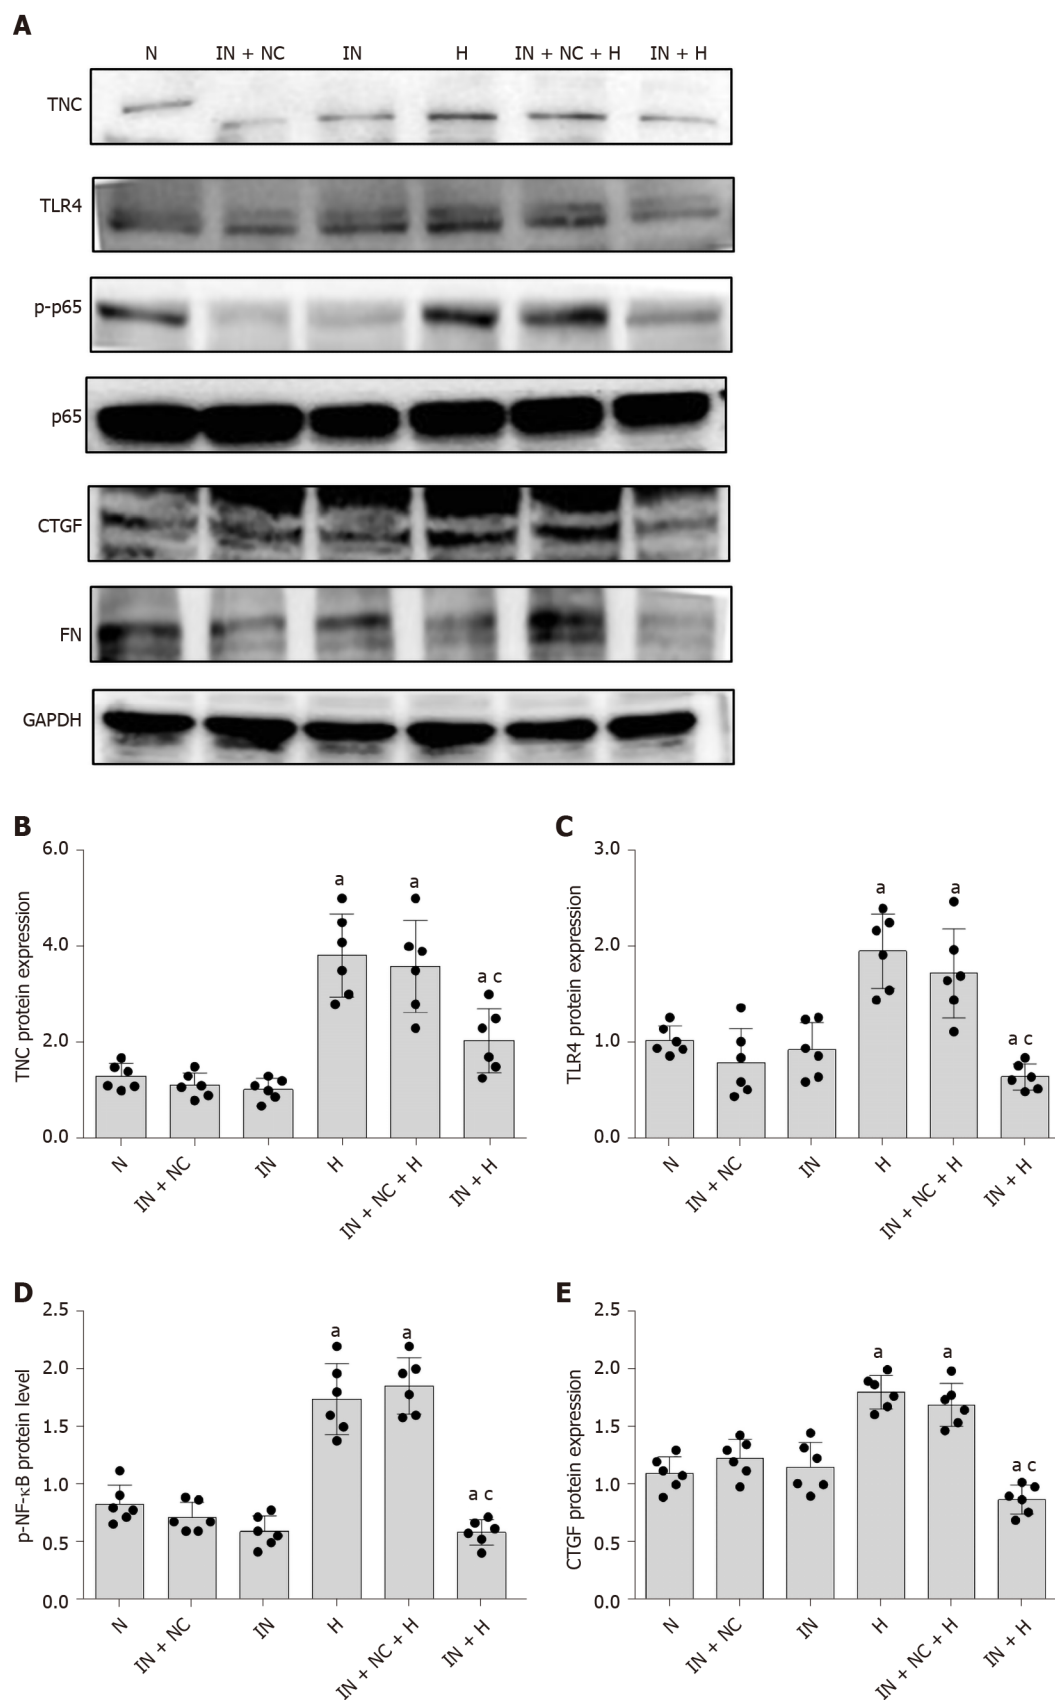 A
N IN + NC IN H IN + NC + H IN + H
TNC
TLR4
p-p65
p65
CTGF
FN
GAPDH
B
TNC protein expression
6.0
4.0
2.0
0.0
a a a c
N IN + NC IN H IN + NC + H IN + H
C
TLR4 protein expression
3.0
2.0
1.0
0.0
a a a c
N IN + NC IN H IN + NC + H IN + H
D
p-NF-κB protein level
2.5
2.0
1.5
1.0
0.5
0.0
a a a c
N IN + NC IN H IN + NC + H IN + H
E
CTGF protein expression
2.5
2.0
1.5
1.0
0.5
0.0
a a a c
N IN + NC IN H IN + NC + H IN + H